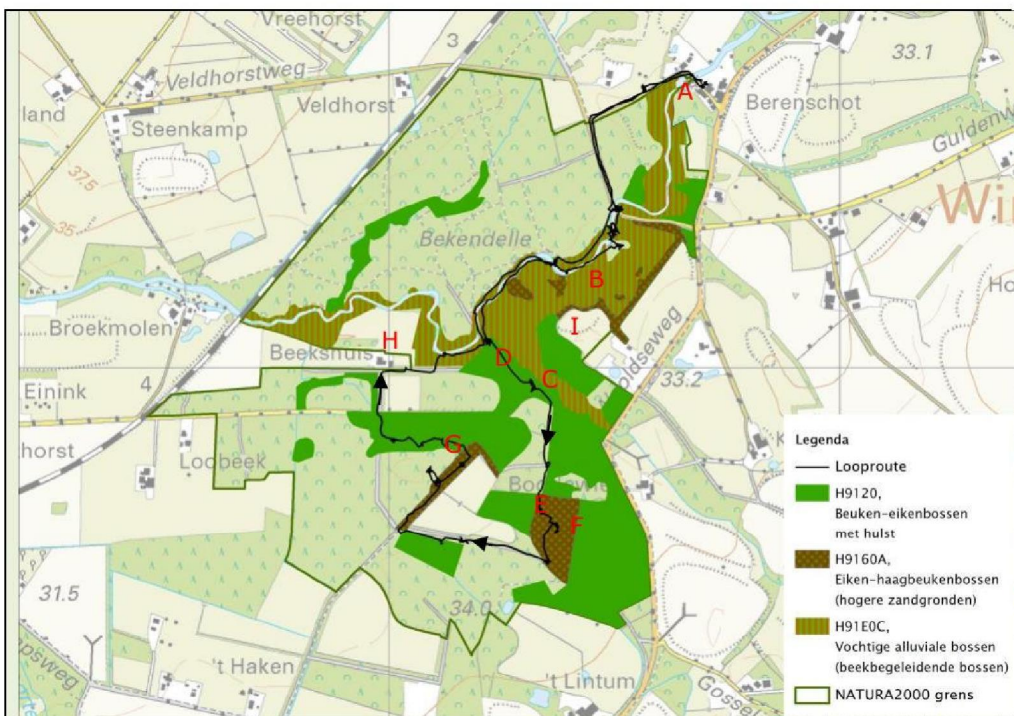 Vreehorst
3
33.1
Veldhorstweg
land
Veldhorst
A
Berenschot
Steenkamp
37.5
35
Wi
Bekendelle
B
Broekmolen
H
I
Beekshuis
D
Einink
4
C
33.2
horst
Loobeek
G
F
31.5
34.0
't Haken
't Lintum
Legenda
Looproute
H9120,
Beuken-eikenbossen
met hulst
H9160A,
Eiken-haagbeukenbossen
(hogere zandgronden)
H91E0C,
Vochtige alluviale bossen
(beekbegeleidende bossen)
NATURA2000 grens